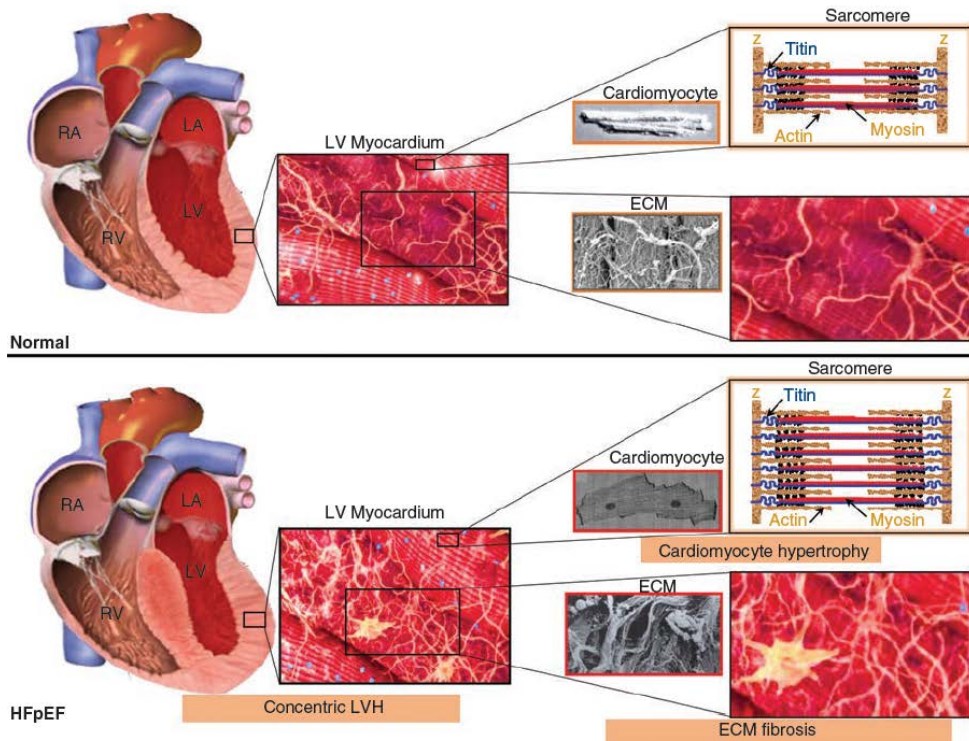 Sarcomere
Z Z
Titin
Cardiomyocyte
Actin Myosin
LV Myocardium
RA
LA
LV
RV
ECM
Normal
Sarcomere
Z Z
Titin
Cardiomyocyte
Actin Myosin
Cardiomyocyte hypertrophy
LV Myocardium
RA
LA
LV
RV
ECM
Concentric LVH
HFpEF
ECM fibrosis